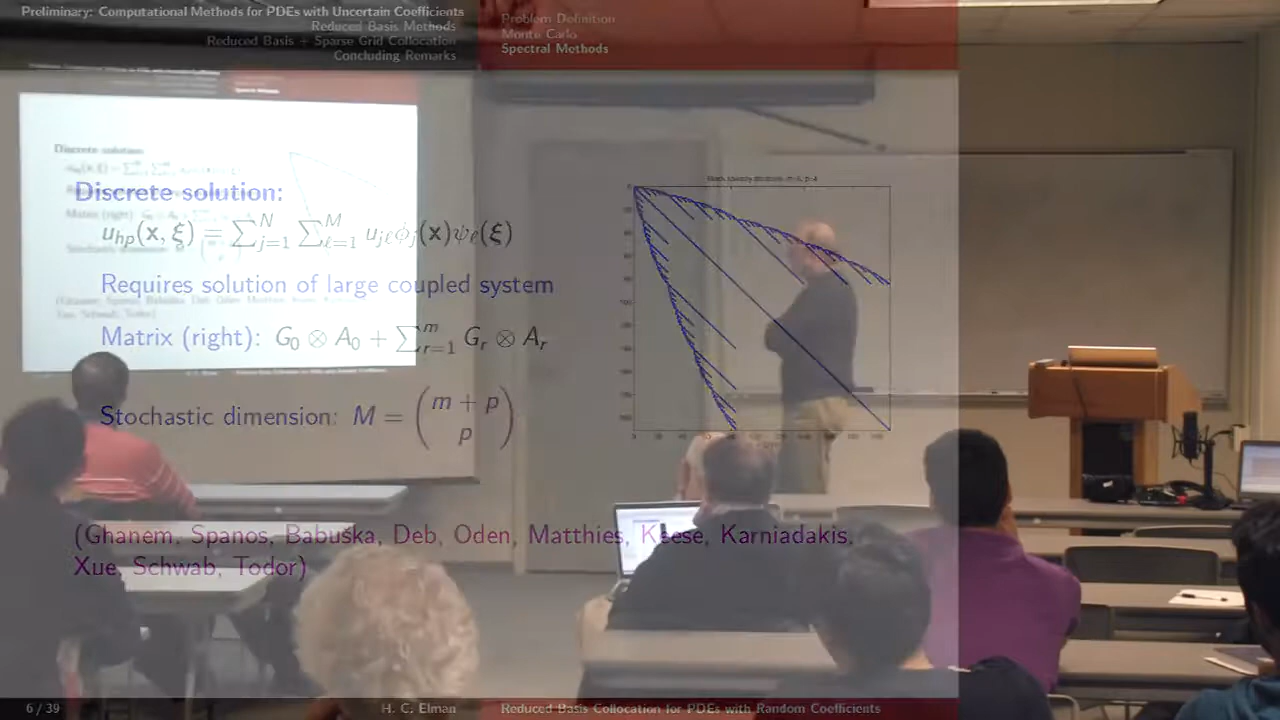 Preliminary: Computational Methods for PDEs with Uncertain Coefficients
Reduced Basis Methods
Reduced Basis + Sparse Grid Collocation
Concluding Remarks
Problem Definition
Monte Carlo
Spectral Methods
Discrete solution:
u_{hp}(x, ξ) = ∑_{j=1}^{N} ∑_{ℓ=1}^{M} u_{jℓ}ϕ_j(x)ψ_ℓ(ξ)
Requires solution of large coupled system
Matrix (right): G_0 ⊗ A_0 + ∑_{r=1}^{m} G_r ⊗ A_r
Stochastic dimension: M = (m + p
p)
(Ghanem, Spanos, Babuška, Deb, Oden, Matthies, Keese, Karniadakis,
Xue, Schwab, Todor)
6 / 39
H. C. Elman
Reduced Basis Collocation for PDEs with Random Coefficients